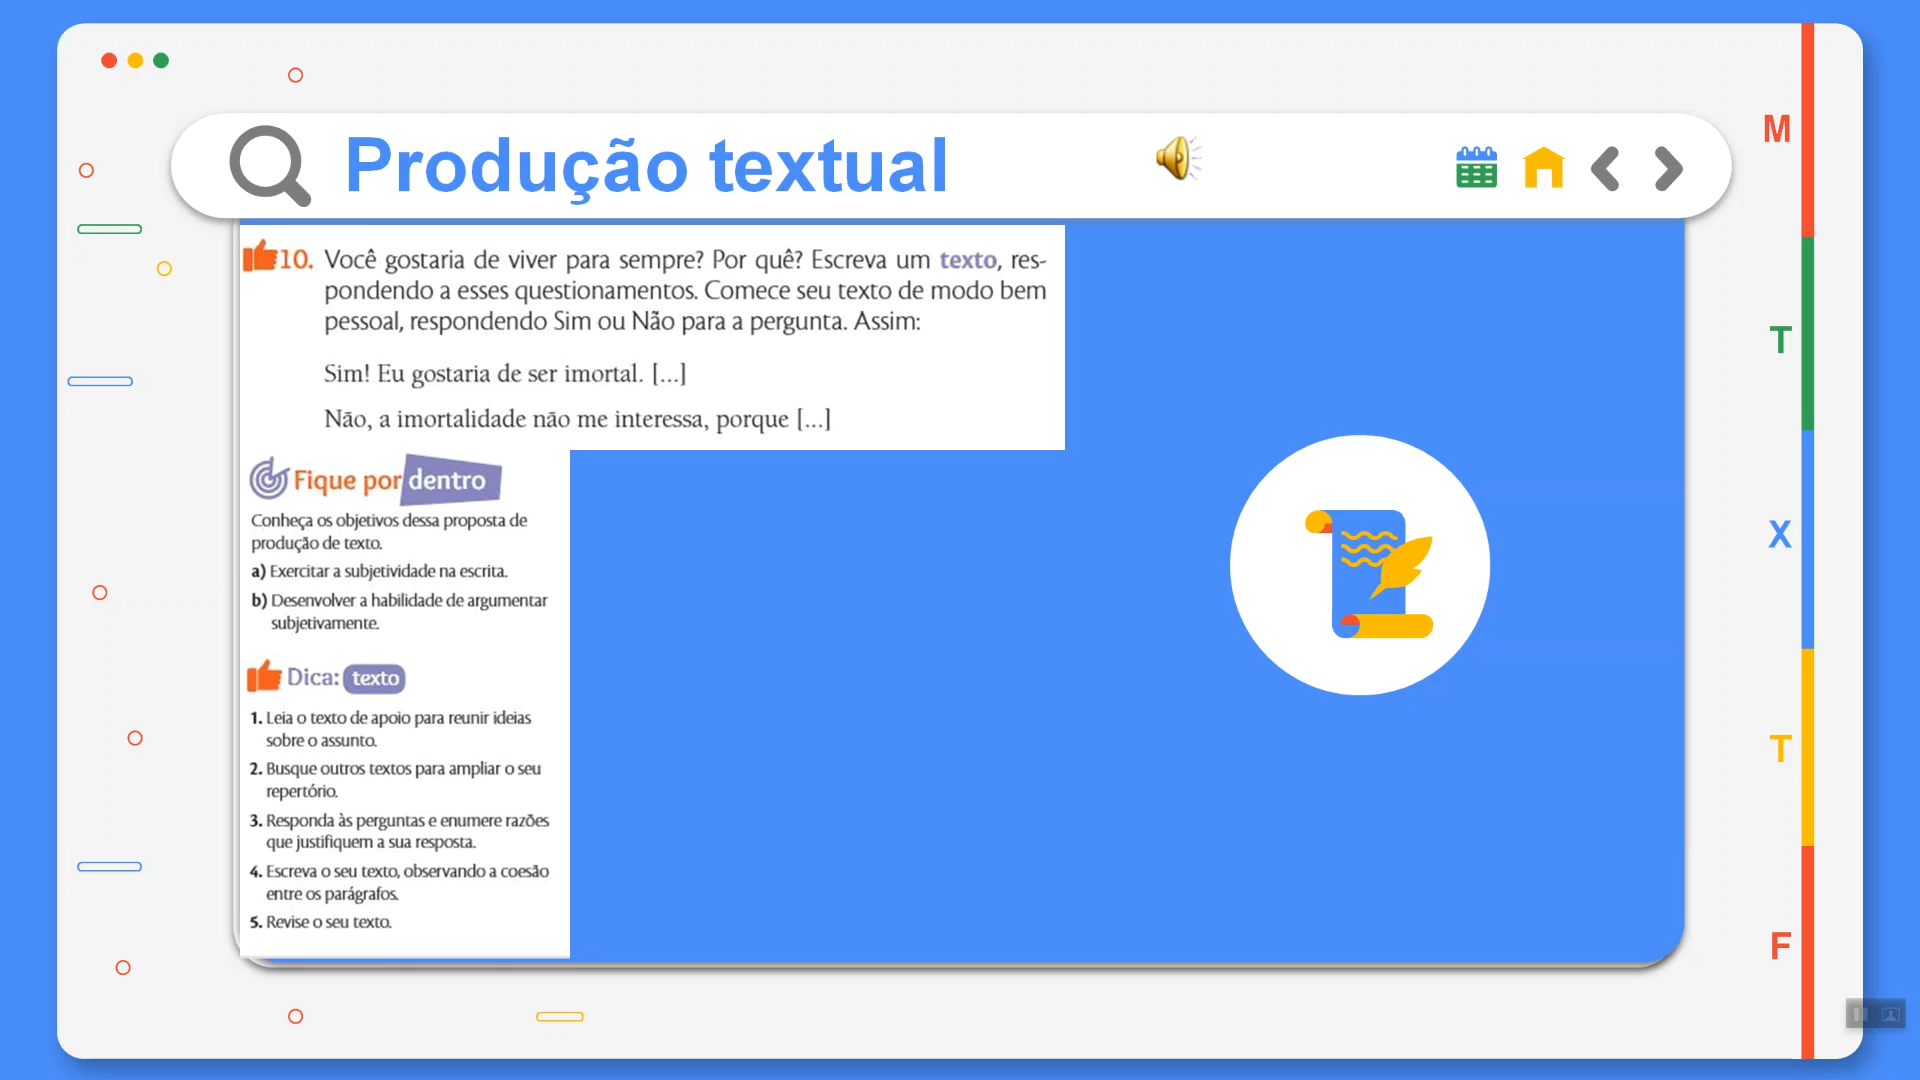 Produção textual
10. Você gostaria de viver para sempre? Por quê? Escreva um texto, res-
pondendo a esses questionamentos. Comece seu texto de modo bem
pessoal, respondendo Sim ou Não para a pergunta. Assim:
Sim! Eu gostaria de ser imortal. [...]
Não, a imortalidade não me interessa, porque [...]
Fique por dentro
Conheça os objetivos dessa proposta de
produção de texto.
a) Exercitar a subjetividade na escrita.
b) Desenvolver a habilidade de argumentar
subjetivamente.
Dica: texto
1. Leia o texto de apoio para reunir ideias
sobre o assunto.
2. Busque outros textos para ampliar o seu
repertório.
3. Responda às perguntas e enumere razões
que justifiquem a sua resposta.
4. Escreva o seu texto, observando a coesão
entre os parágrafos.
5. Revise o seu texto.
M
T
X
T
F